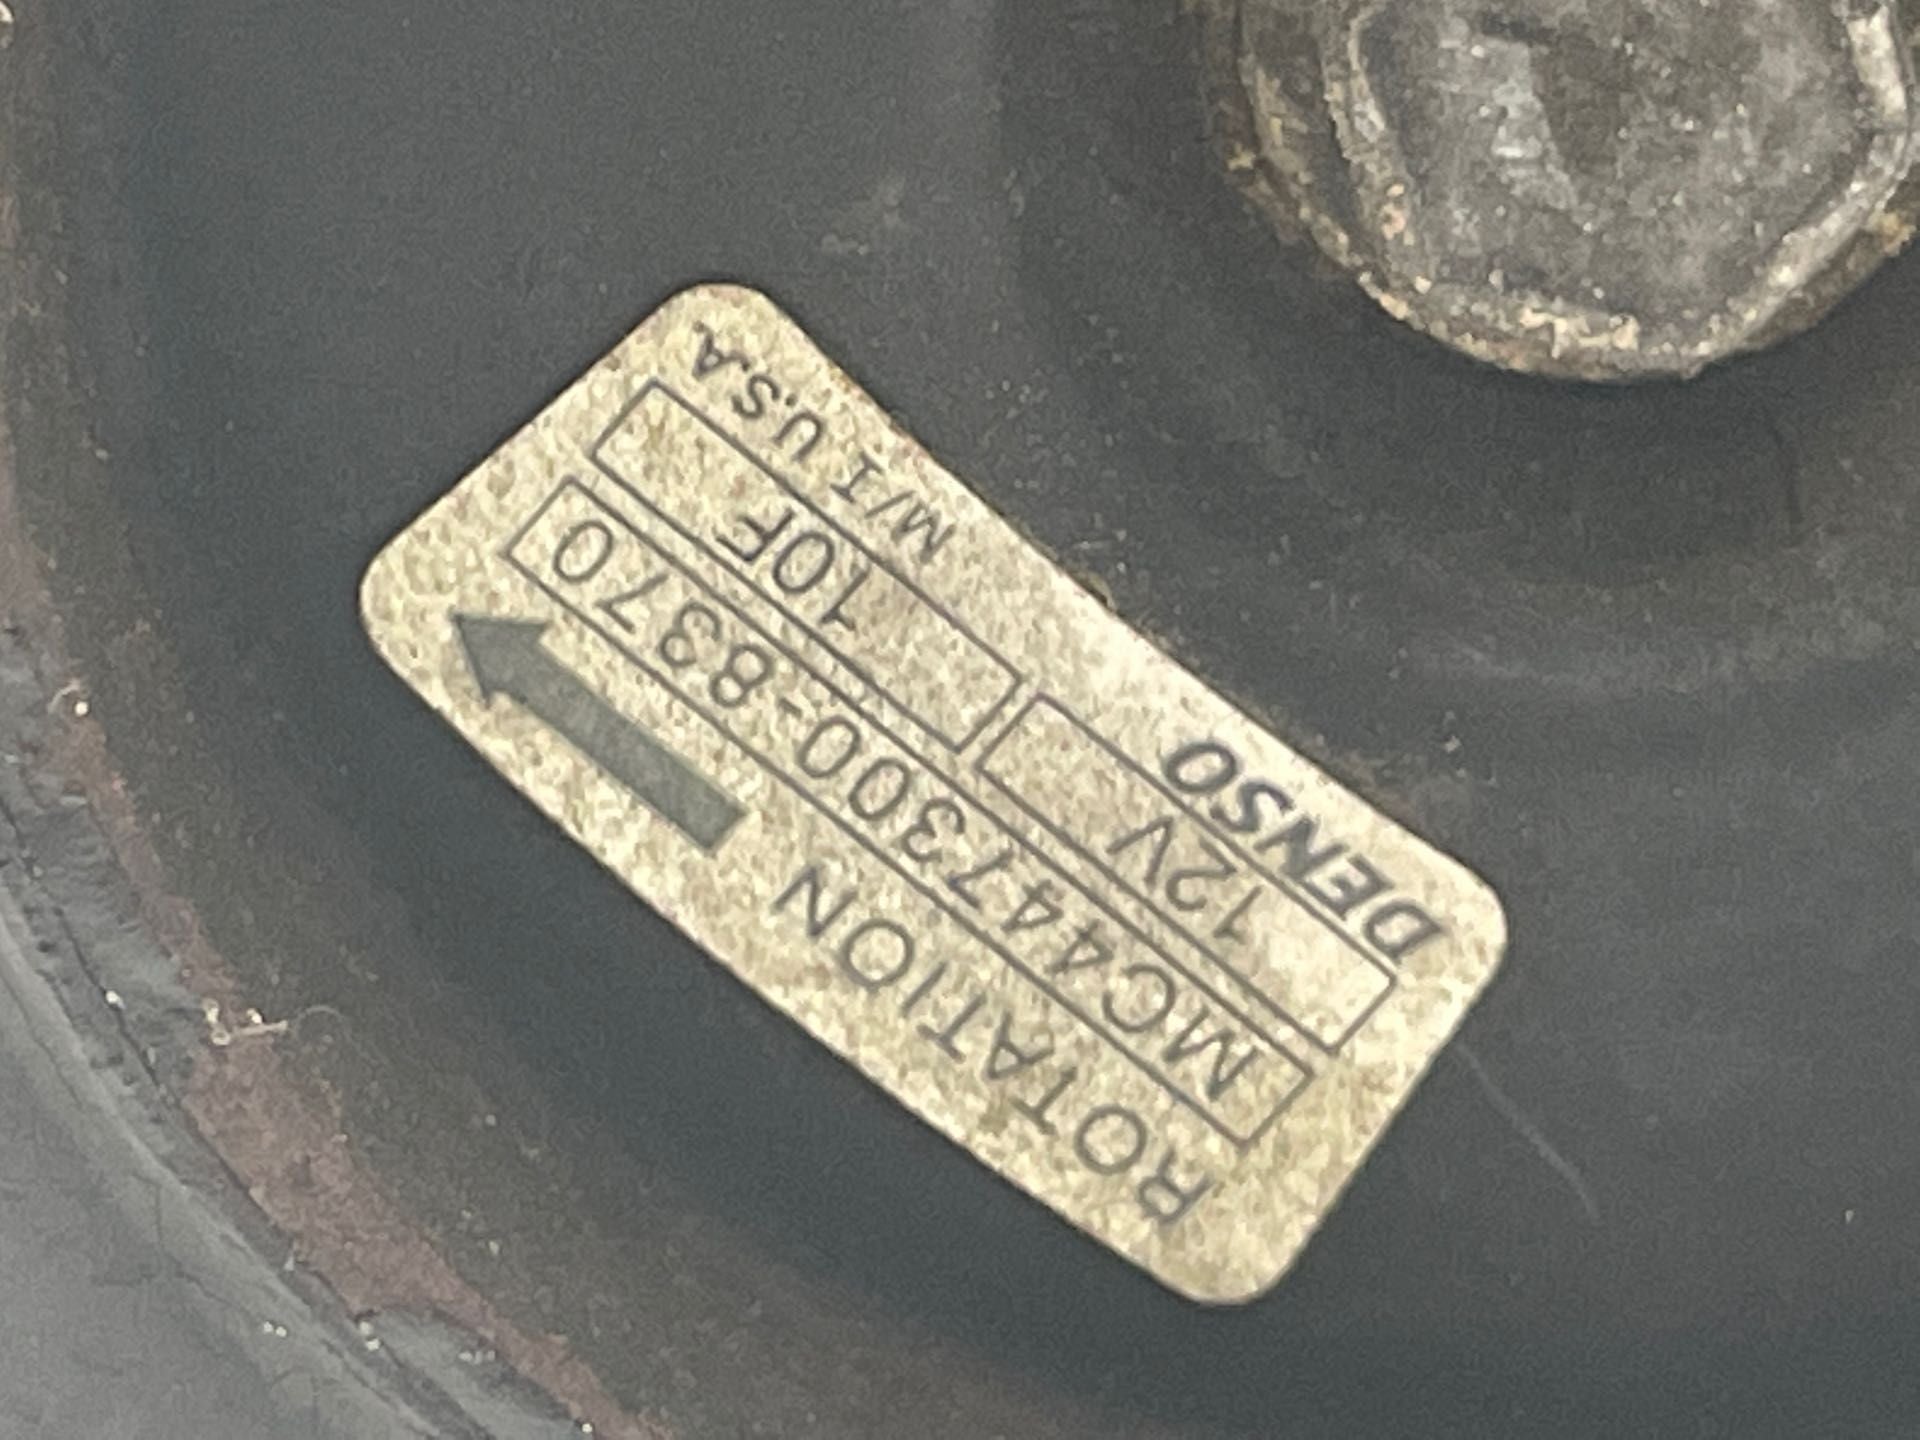 ROTATION
MC447300-8370
12V 10F
DENSO M/I U.S.A